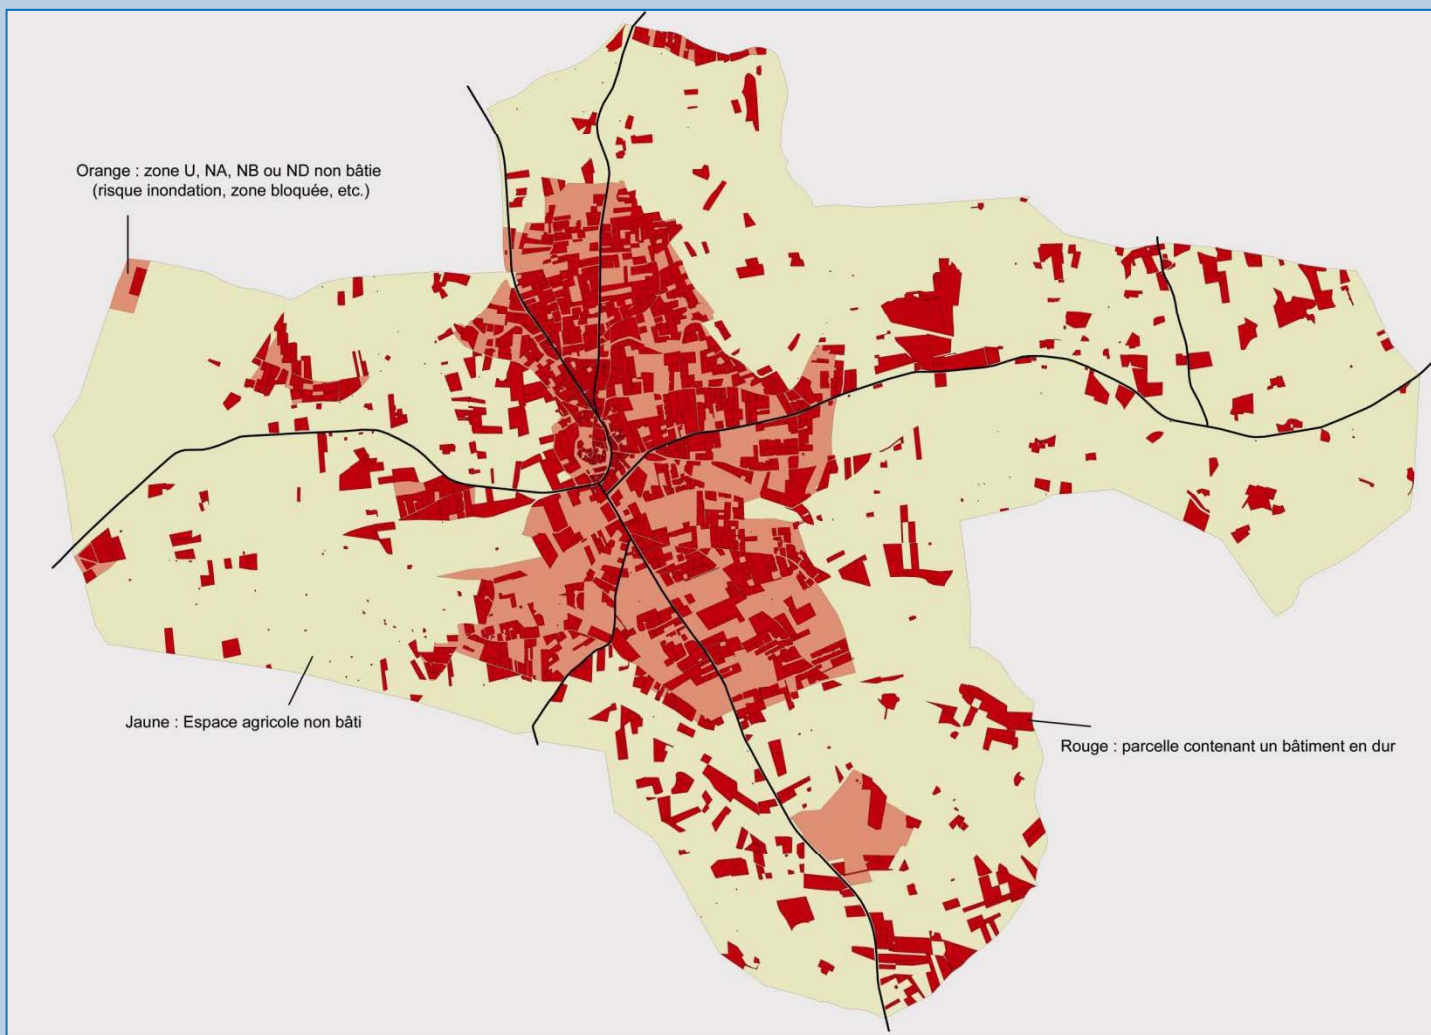 Orange : zone U, NA, NB ou ND non bâtie
(risque inondation, zone bloquée, etc.)
Jaune : Espace agricole non bâti
Rouge : parcelle contenant un bâtiment en dur